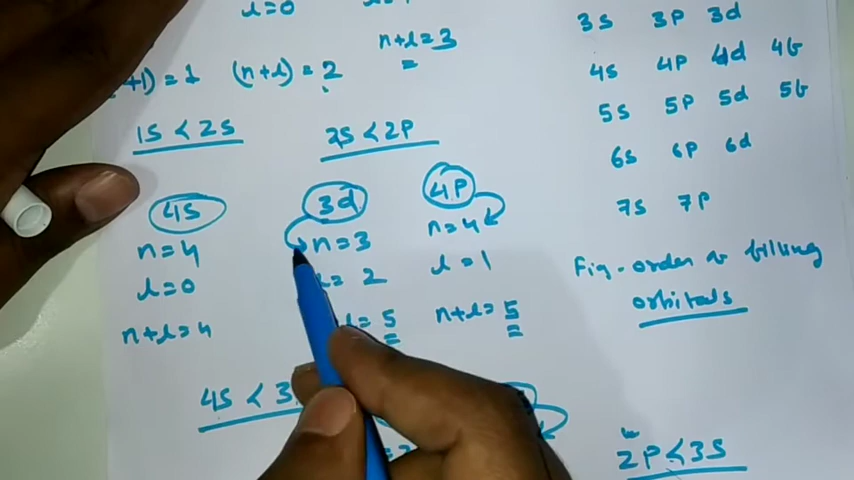 l=0
3s 3p 3d
n+l=3
+l)=1 (n+l)=2
4s 4p 4d 4f
1s<2s 2s<2p
5s 5p 5d 5f
6s 6p 6d
4s 3d 4p
7s 7p
n=4 n=3 n=4
l=0 l=2 l=1
Fig-order of filling
orbitals
n+l=4 l=5 n+l=5
4s<3
2p<3s